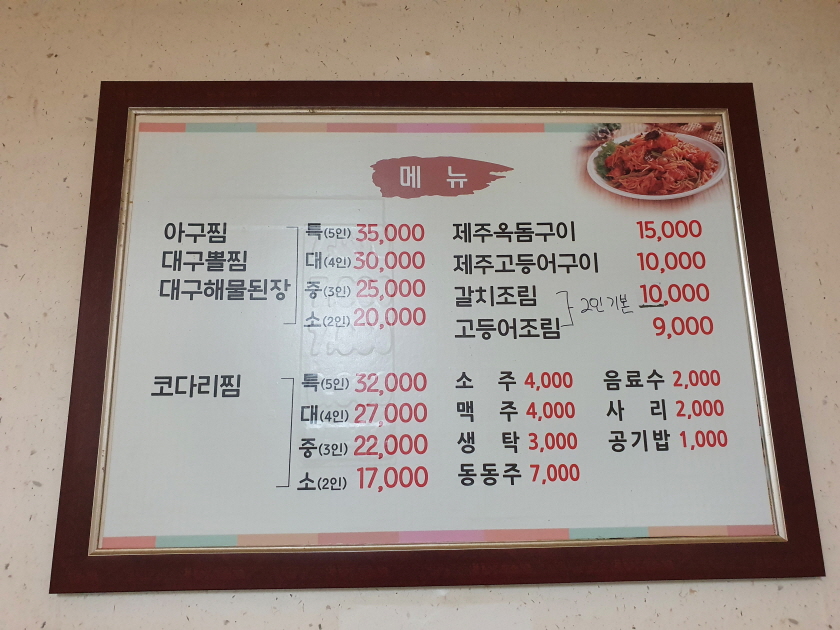 메 뉴
아구찜
대구뽈찜
대구해물된장
특(5인) 35,000
대(4인) 30,000
중(3인) 25,000
소(2인) 20,000
코다리찜
특(5인) 32,000
대(4인) 27,000
중(3인) 22,000
소(2인) 17,000
제주옥돔구이 15,000
제주고등어구이 10,000
갈치조림 10,000
2인 기본
고등어조림 9,000
소 주 4,000
맥 주 4,000
생 탁 3,000
동동주 7,000
음료수 2,000
사 리 2,000
공기밥 1,000